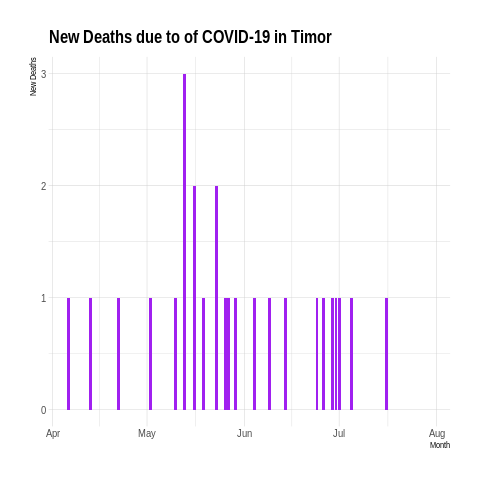 New Deaths due to of COVID-19 in Timor
New Deaths
3
2
1
0
Apr May Jun Jul Aug
Month